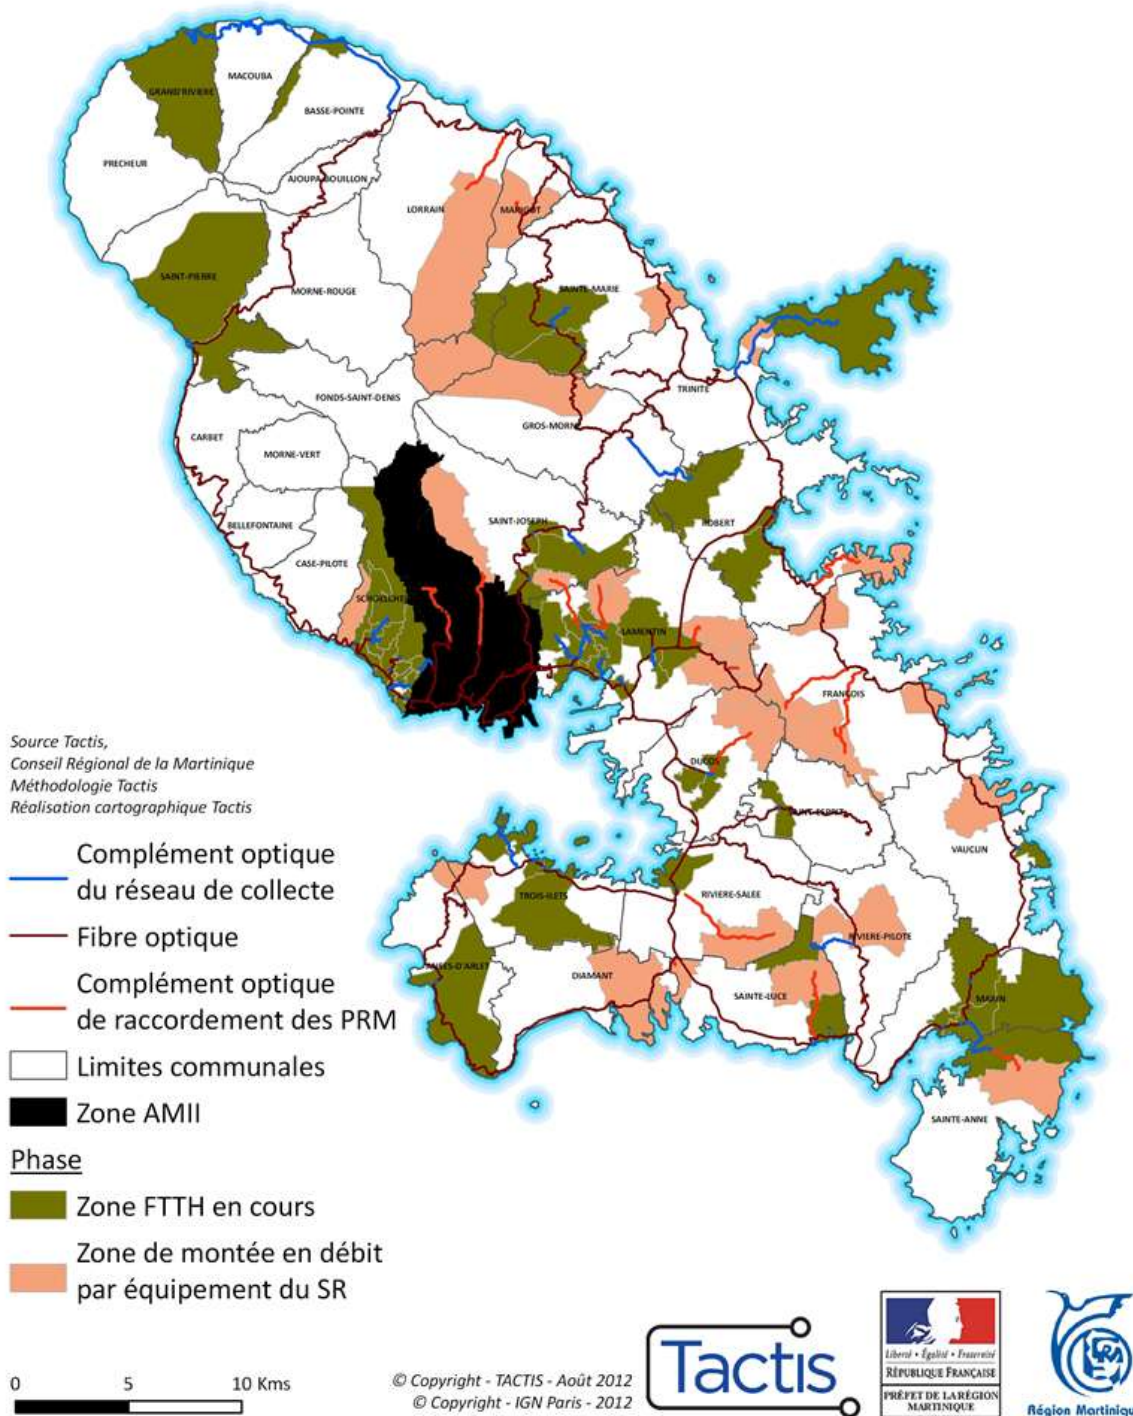 MACOUBA
GRAND'RIVIERE
BASSE-POINTE
PRECHEUR
AJOUPA-BOUILLON
LORRAIN
MARIGOT
SAINT-PIERRE
MORNE-ROUGE
SAINTE-MARIE
TRINITE
FONDS-SAINT-DENIS
GROS-MORNE
CARBET
MORNE-VERT
SAINT-JOSEPH
ROBERT
BELLEFONTAINE
CASE-PILOTE
SCHOELCHE
LAMENTIN
FRANÇOIS
Source Tactis,
Conseil Régional de la Martinique
Méthodologie Tactis
Réalisation cartographique Tactis
DUCOS
SAINT-ESPRIT
VAUCLIN
Complément optique
du réseau de collecte
Fibre optique
Complément optique
de raccordement des PRM
Limites communales
Zone AMII
Phase
Zone FTTH en cours
Zone de montée en débit
par équipement du SR
TROIS-ILETS
RIVIERE-SALEE
RIVIERE-PILOTE
ANSES-D'ARLET
DIAMANT
SAINTE-LUCE
MARIN
SAINTE-ANNE
0 5 10 Kms
© Copyright - TACTIS - Août 2012
© Copyright - IGN Paris - 2012
Tactis
Liberté • Égalité • Fraternité
RÉPUBLIQUE FRANÇAISE
PRÉFET DE LA RÉGION
MARTINIQUE
Région Martinique